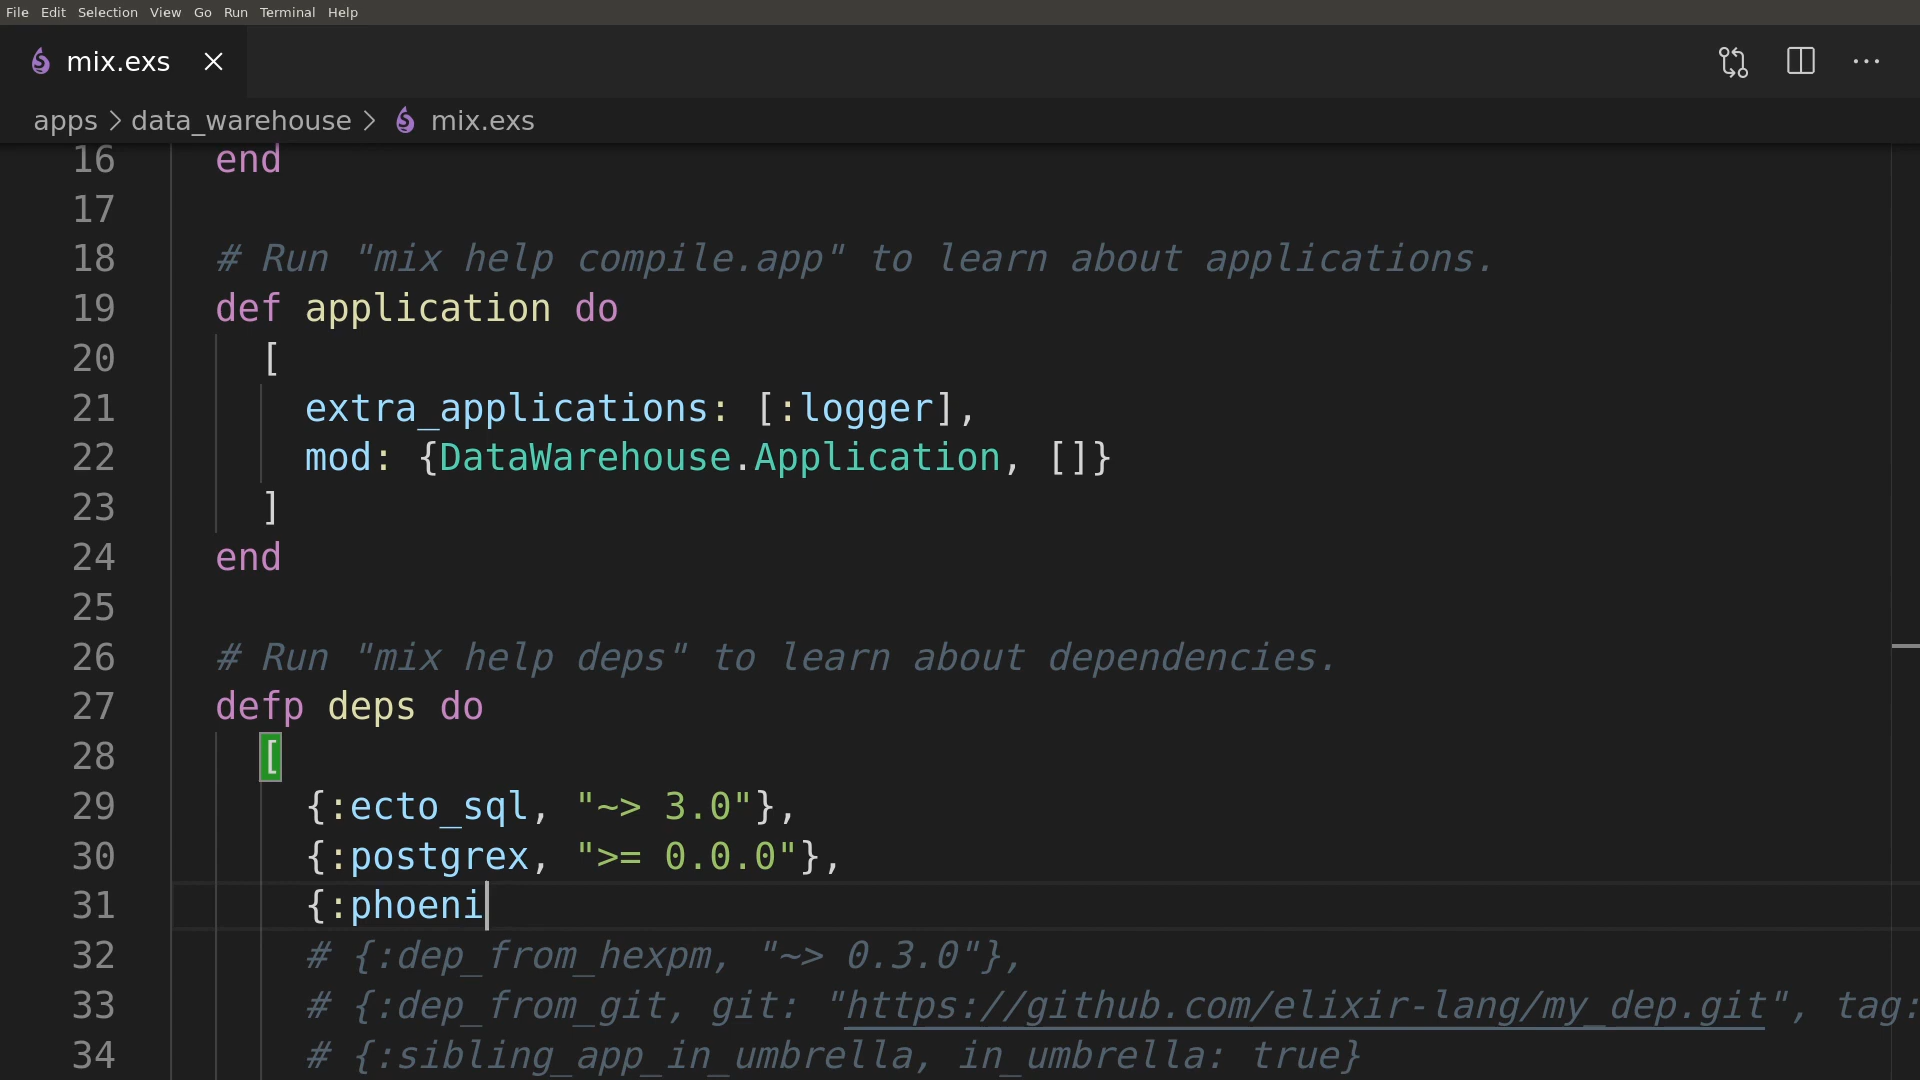 File Edit Selection View Go Run Terminal Help
mix.exs
apps > data_warehouse > mix.exs
16 end
17
18 # Run "mix help compile.app" to learn about applications.
19 def application do
20 [
21 extra_applications: [:logger],
22 mod: {DataWarehouse.Application, []}
23 ]
24 end
25
26 # Run "mix help deps" to learn about dependencies.
27 defp deps do
28 [
29 {:ecto_sql, "~> 3.0"},
30 {:postgrex, ">= 0.0.0"},
31 {:phoeni
32 # {:dep_from_hexpm, "~> 0.3.0"},
33 # {:dep_from_git, git: "https://github.com/elixir-lang/my_dep.git", tag:
34 # {:sibling_app_in_umbrella, in_umbrella: true}